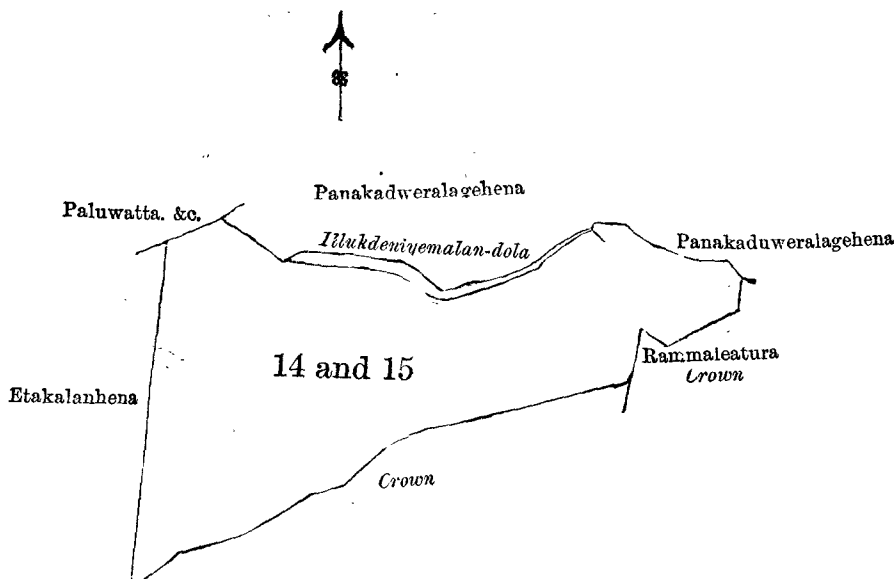 Panakadweralagehena
Paluwatta. &c.
Illukdeniyemalan-dola
Panakaduweralagehena
14 and 15
Rammaleatura
Crown
Etakalanhena
Crown